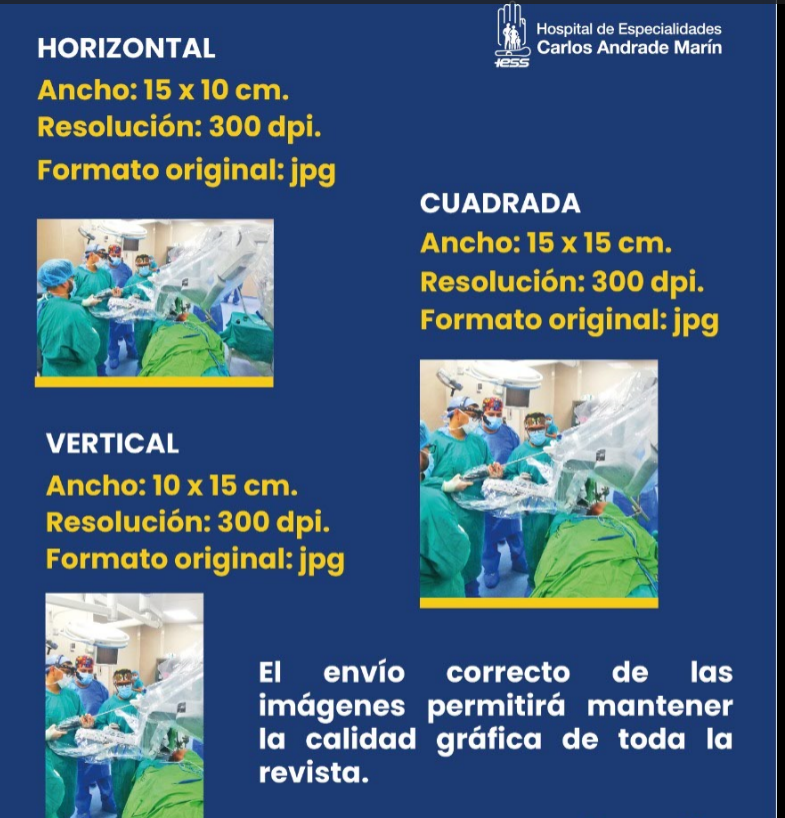 Hospital de Especialidades
Carlos Andrade Marín
iess
HORIZONTAL
Ancho: 15 x 10 cm.
Resolución: 300 dpi.
Formato original: jpg
CUADRADA
Ancho: 15 x 15 cm.
Resolución: 300 dpi.
Formato original: jpg
VERTICAL
Ancho: 10 x 15 cm.
Resolución: 300 dpi.
Formato original: jpg
El envío correcto de las
imágenes permitirá mantener
la calidad gráfica de toda la
revista.